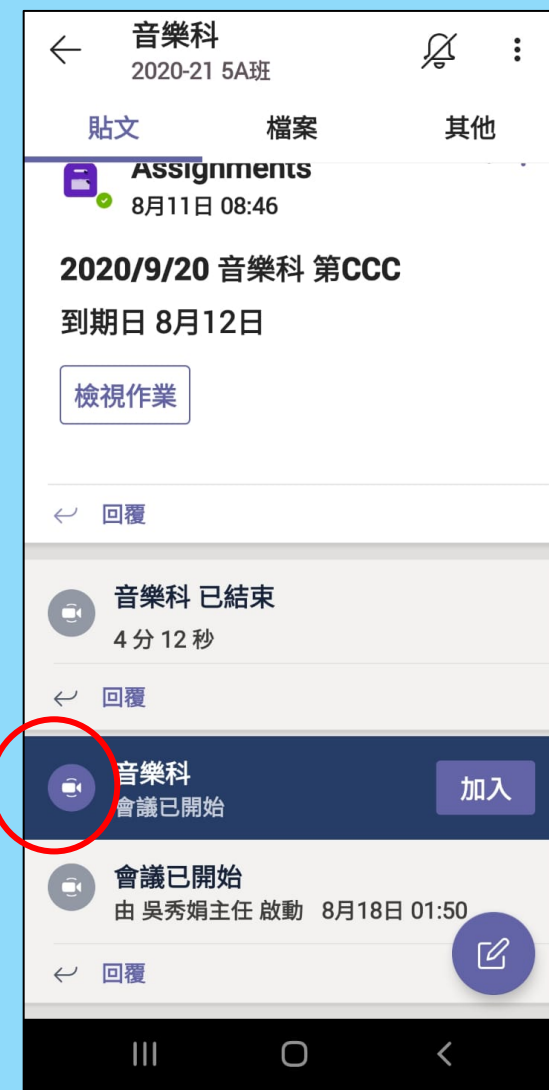 音樂科
2020-21 5A班
貼文 檔案 其他
Assignments
8月11日 08:46
2020/9/20 音樂科 第CCC
到期日 8月12日
檢視作業
回覆
音樂科 已結束
4 分 12 秒
回覆
音樂科
會議已開始
加入
會議已開始
由 吳秀娟主任 啟動 8月18日 01:50
回覆